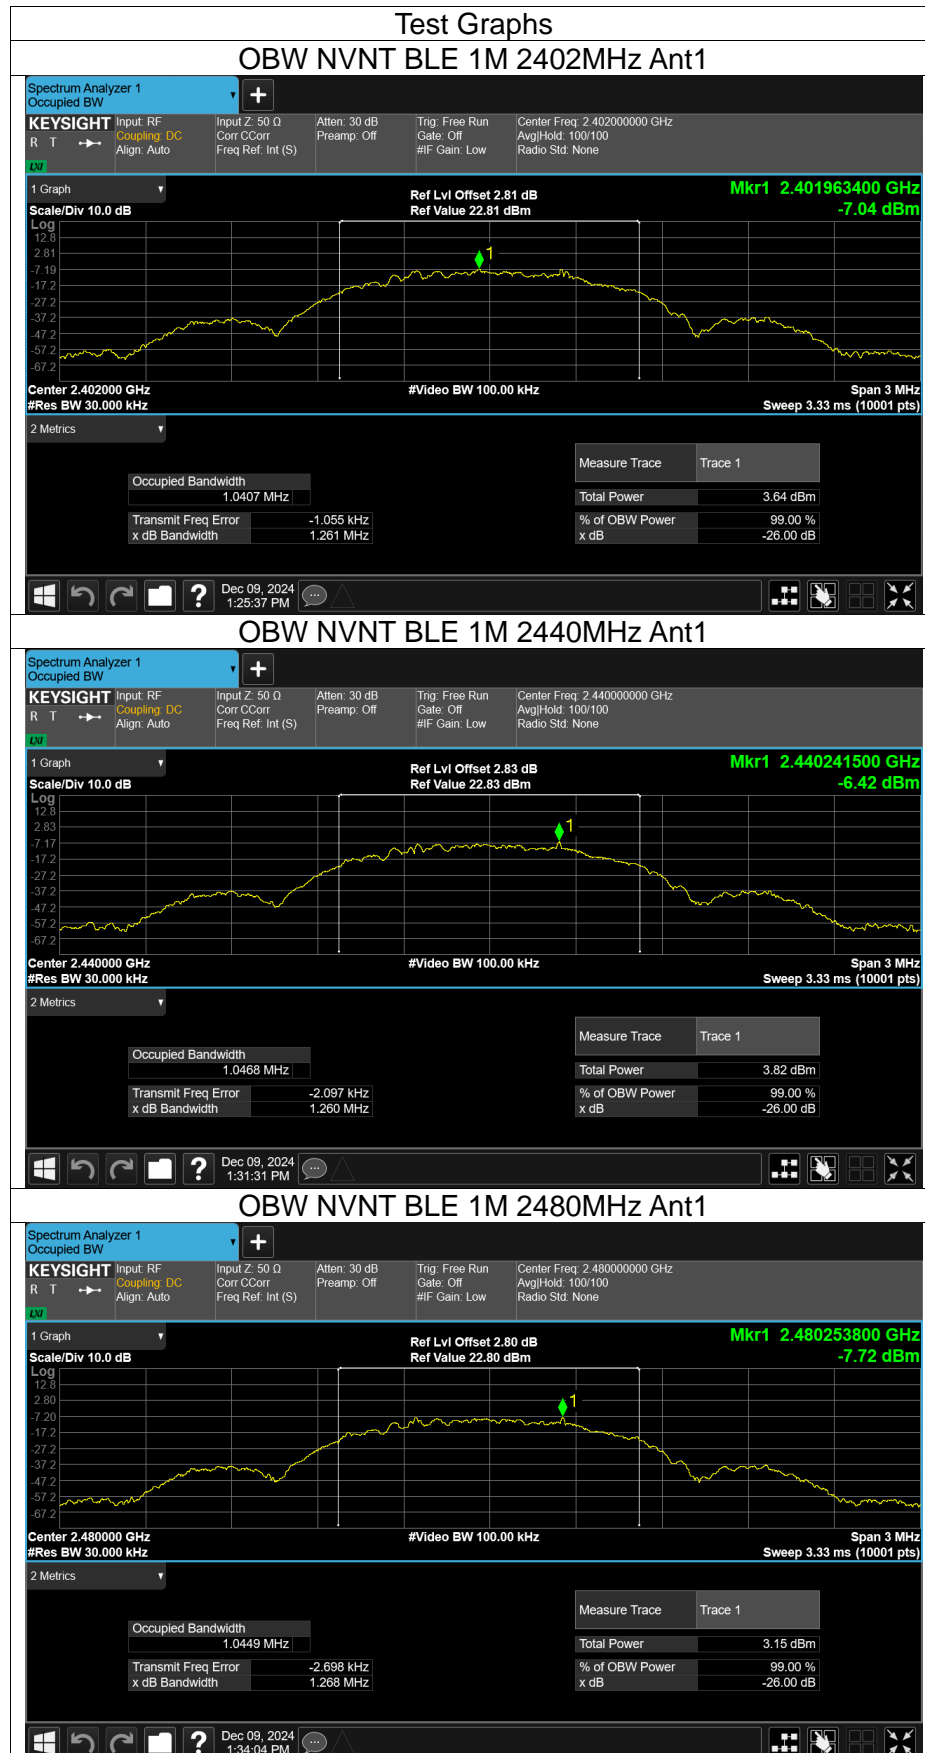 Test Graphs
OBW NVNT BLE 1M 2402MHz Ant1
Spectrum Analyzer 1
Occupied BW
+
KEYSIGHT Input: RF Input Z: 50 Ω Atten: 30 dB Trig: Free Run Center Freq: 2.402000000 GHz
R T Coupling: DC Corr CCorr Preamp: Off Gate: Off Avg|Hold: 100/100
Align: Auto Freq Ref: Int (S) #IF Gain: Low Radio Std: None
LXI
1 Graph Ref Lvl Offset 2.81 dB Mkr1 2.401963400 GHz
Scale/Div 10.0 dB Ref Value 22.81 dBm -7.04 dBm
Log
12.8
2.81
1
-7.19
-17.2
-27.2
-37.2
-47.2
-57.2
-67.2
Center 2.402000 GHz #Video BW 100.00 kHz Span 3 MHz
#Res BW 30.000 kHz Sweep 3.33 ms (10001 pts)
2 Metrics
Measure Trace Trace 1
Occupied Bandwidth
1.0407 MHz Total Power 3.64 dBm
Transmit Freq Error -1.055 kHz % of OBW Power 99.00 %
x dB Bandwidth 1.261 MHz x dB -26.00 dB
? Dec 09, 2024
1:25:37 PM
OBW NVNT BLE 1M 2440MHz Ant1
Spectrum Analyzer 1
Occupied BW
+
KEYSIGHT Input: RF Input Z: 50 Ω Atten: 30 dB Trig: Free Run Center Freq: 2.440000000 GHz
R T Coupling: DC Corr CCorr Preamp: Off Gate: Off Avg|Hold: 100/100
Align: Auto Freq Ref: Int (S) #IF Gain: Low Radio Std: None
LXI
1 Graph Ref Lvl Offset 2.83 dB Mkr1 2.440241500 GHz
Scale/Div 10.0 dB Ref Value 22.83 dBm -6.42 dBm
Log
12.8
2.83
1
-7.17
-17.2
-27.2
-37.2
-47.2
-57.2
-67.2
Center 2.440000 GHz #Video BW 100.00 kHz Span 3 MHz
#Res BW 30.000 kHz Sweep 3.33 ms (10001 pts)
2 Metrics
Measure Trace Trace 1
Occupied Bandwidth
1.0468 MHz Total Power 3.82 dBm
Transmit Freq Error -2.097 kHz % of OBW Power 99.00 %
x dB Bandwidth 1.260 MHz x dB -26.00 dB
? Dec 09, 2024
1:31:31 PM
OBW NVNT BLE 1M 2480MHz Ant1
Spectrum Analyzer 1
Occupied BW
+
KEYSIGHT Input: RF Input Z: 50 Ω Atten: 30 dB Trig: Free Run Center Freq: 2.480000000 GHz
R T Coupling: DC Corr CCorr Preamp: Off Gate: Off Avg|Hold: 100/100
Align: Auto Freq Ref: Int (S) #IF Gain: Low Radio Std: None
LXI
1 Graph Ref Lvl Offset 2.80 dB Mkr1 2.480253800 GHz
Scale/Div 10.0 dB Ref Value 22.80 dBm -7.72 dBm
Log
12.8
2.80
1
-7.20
-17.2
-27.2
-37.2
-47.2
-57.2
-67.2
Center 2.480000 GHz #Video BW 100.00 kHz Span 3 MHz
#Res BW 30.000 kHz Sweep 3.33 ms (10001 pts)
2 Metrics
Measure Trace Trace 1
Occupied Bandwidth
1.0449 MHz Total Power 3.15 dBm
Transmit Freq Error -2.698 kHz % of OBW Power 99.00 %
x dB Bandwidth 1.268 MHz x dB -26.00 dB
? Dec 09, 2024
1:34:04 PM